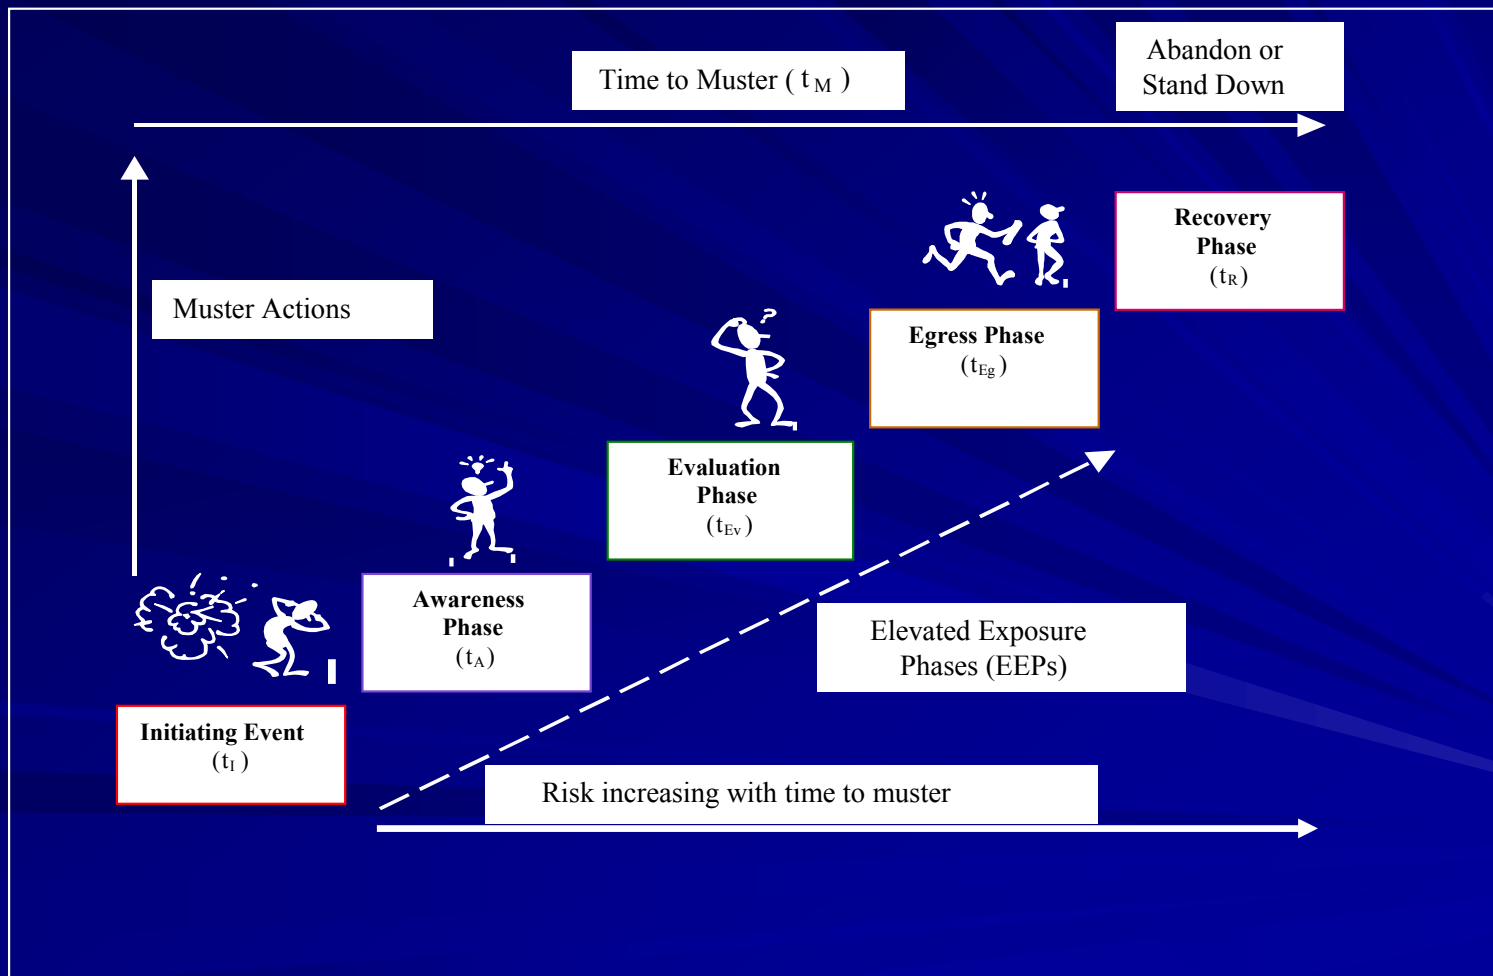 Time to Muster ( t M )
Abandon or
Stand Down
Muster Actions
Recovery
Phase
(tR)
Egress Phase
(tEg)
?
Evaluation
Phase
(tEv)
Awareness
Phase
(tA)
Elevated Exposure
Phases (EEPs)
Initiating Event
(tI)
Risk increasing with time to muster